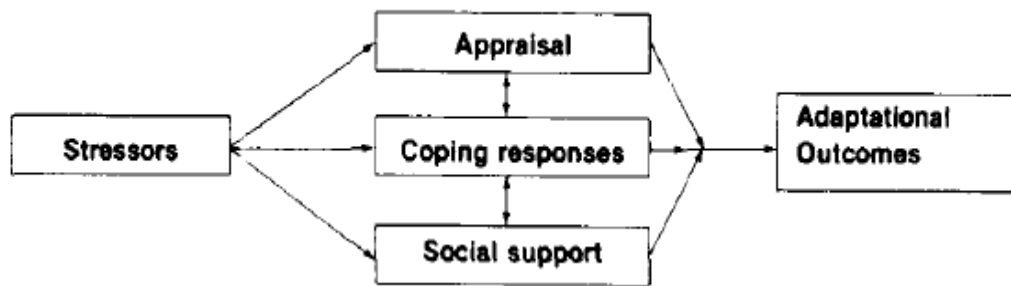 Appraisal
Stressors
Coping responses
Adaptational
Outcomes
Social support